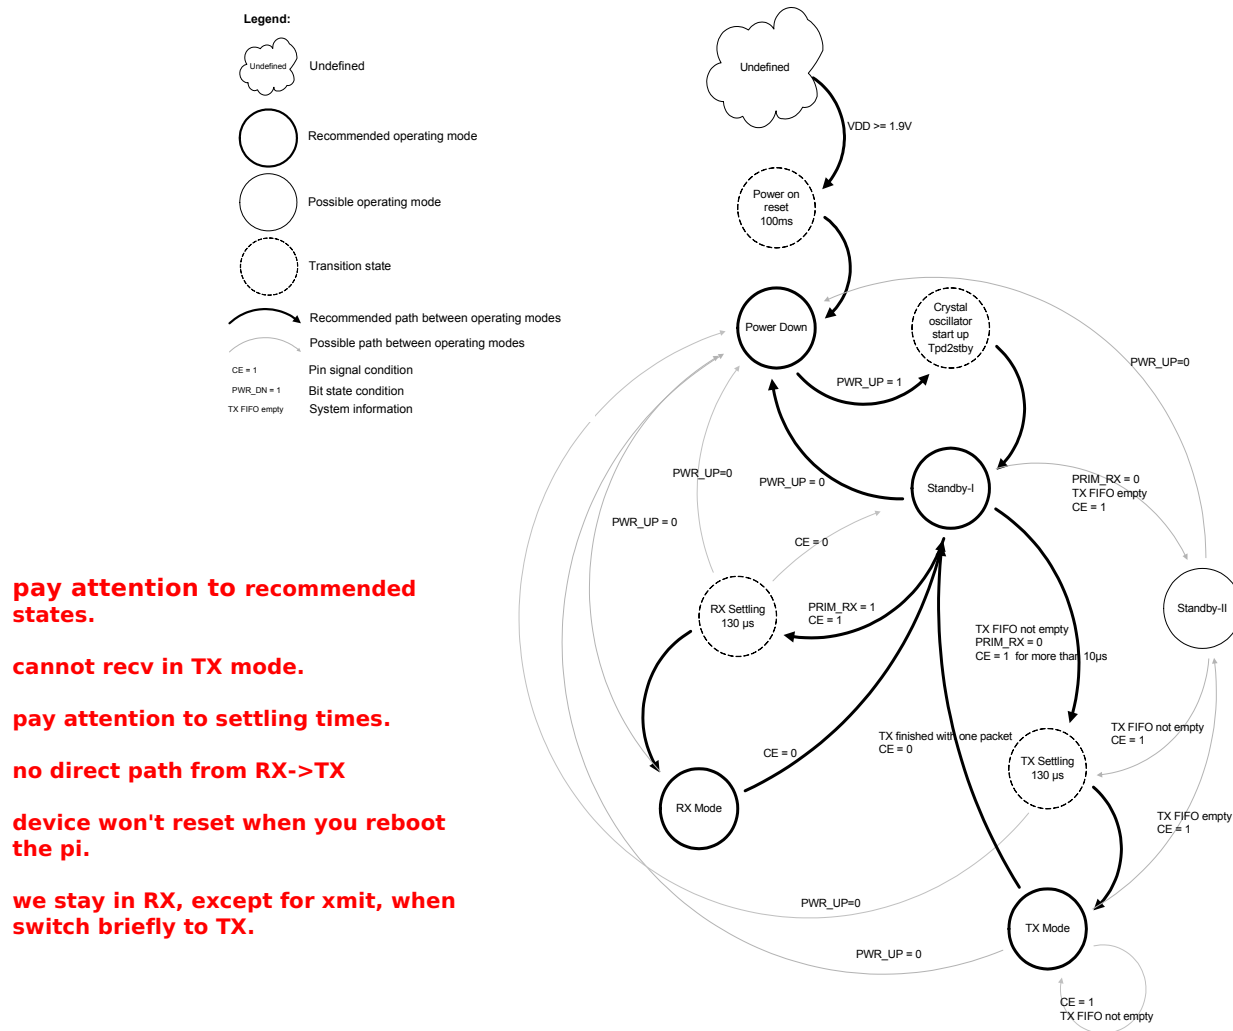 Legend:
Undefined
Undefined
Recommended operating mode
Possible operating mode
Transition state
Recommended path between operating modes
Possible path between operating modes
CE = 1
Pin signal condition
PWR_DN = 1
Bit state condition
TX FIFO empty
System information
pay attention to recommended
states.
cannot recv in TX mode.
pay attention to settling times.
no direct path from RX->TX
device won't reset when you reboot
the pi.
we stay in RX, except for xmit, when
switch briefly to TX.
Undefined
VDD >= 1.9V
Power on
reset
100ms
Power Down
Crystal
oscillator
start up
Tpd2stby
PWR_UP=0
PWR_UP = 1
PWR_UP=0
PWR_UP = 0
Standby-I
PRIM_RX = 0
TX FIFO empty
CE = 1
PWR_UP = 0
CE = 0
RX Settling
130 µs
PRIM_RX = 1
CE = 1
Standby-II
TX FIFO not empty
PRIM_RX = 0
CE = 1  for more than 10µs
TX FIFO not empty
CE = 1
CE = 0
TX finished with one packet
CE = 0
TX Settling
130 µs
RX Mode
TX FIFO empty
CE = 1
PWR_UP=0
TX Mode
PWR_UP = 0
CE = 1
TX FIFO not empty